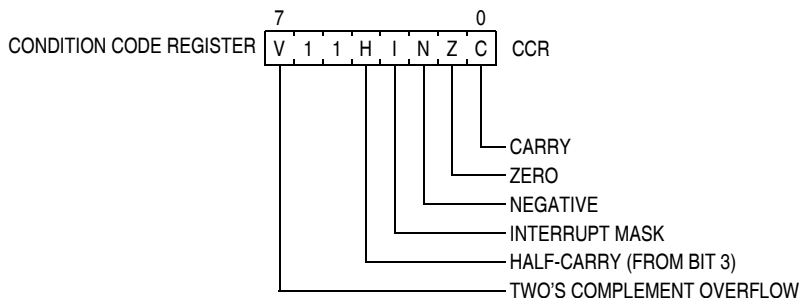 7 0
CONDITION CODE REGISTER V 1 1 H I N Z C CCR
CARRY
ZERO
NEGATIVE
INTERRUPT MASK
HALF-CARRY (FROM BIT 3)
TWO'S COMPLEMENT OVERFLOW